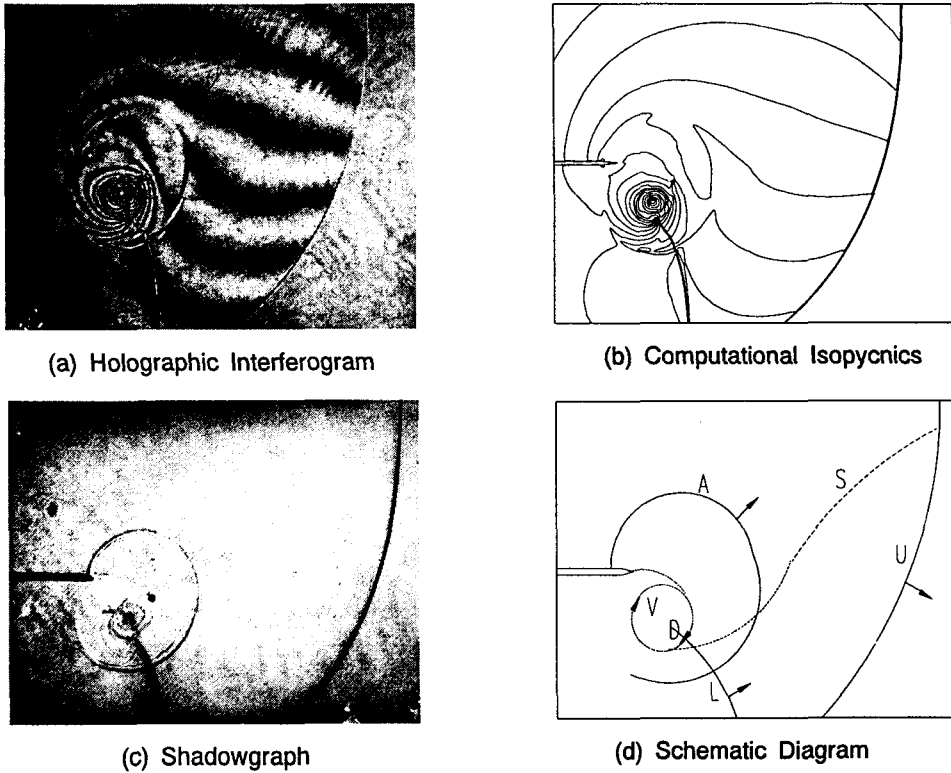 (a) Holographic Interferogram
(b) Computational Isopycnics
(c) Shadowgraph
A
S
U
V
D
L
(d) Schematic Diagram